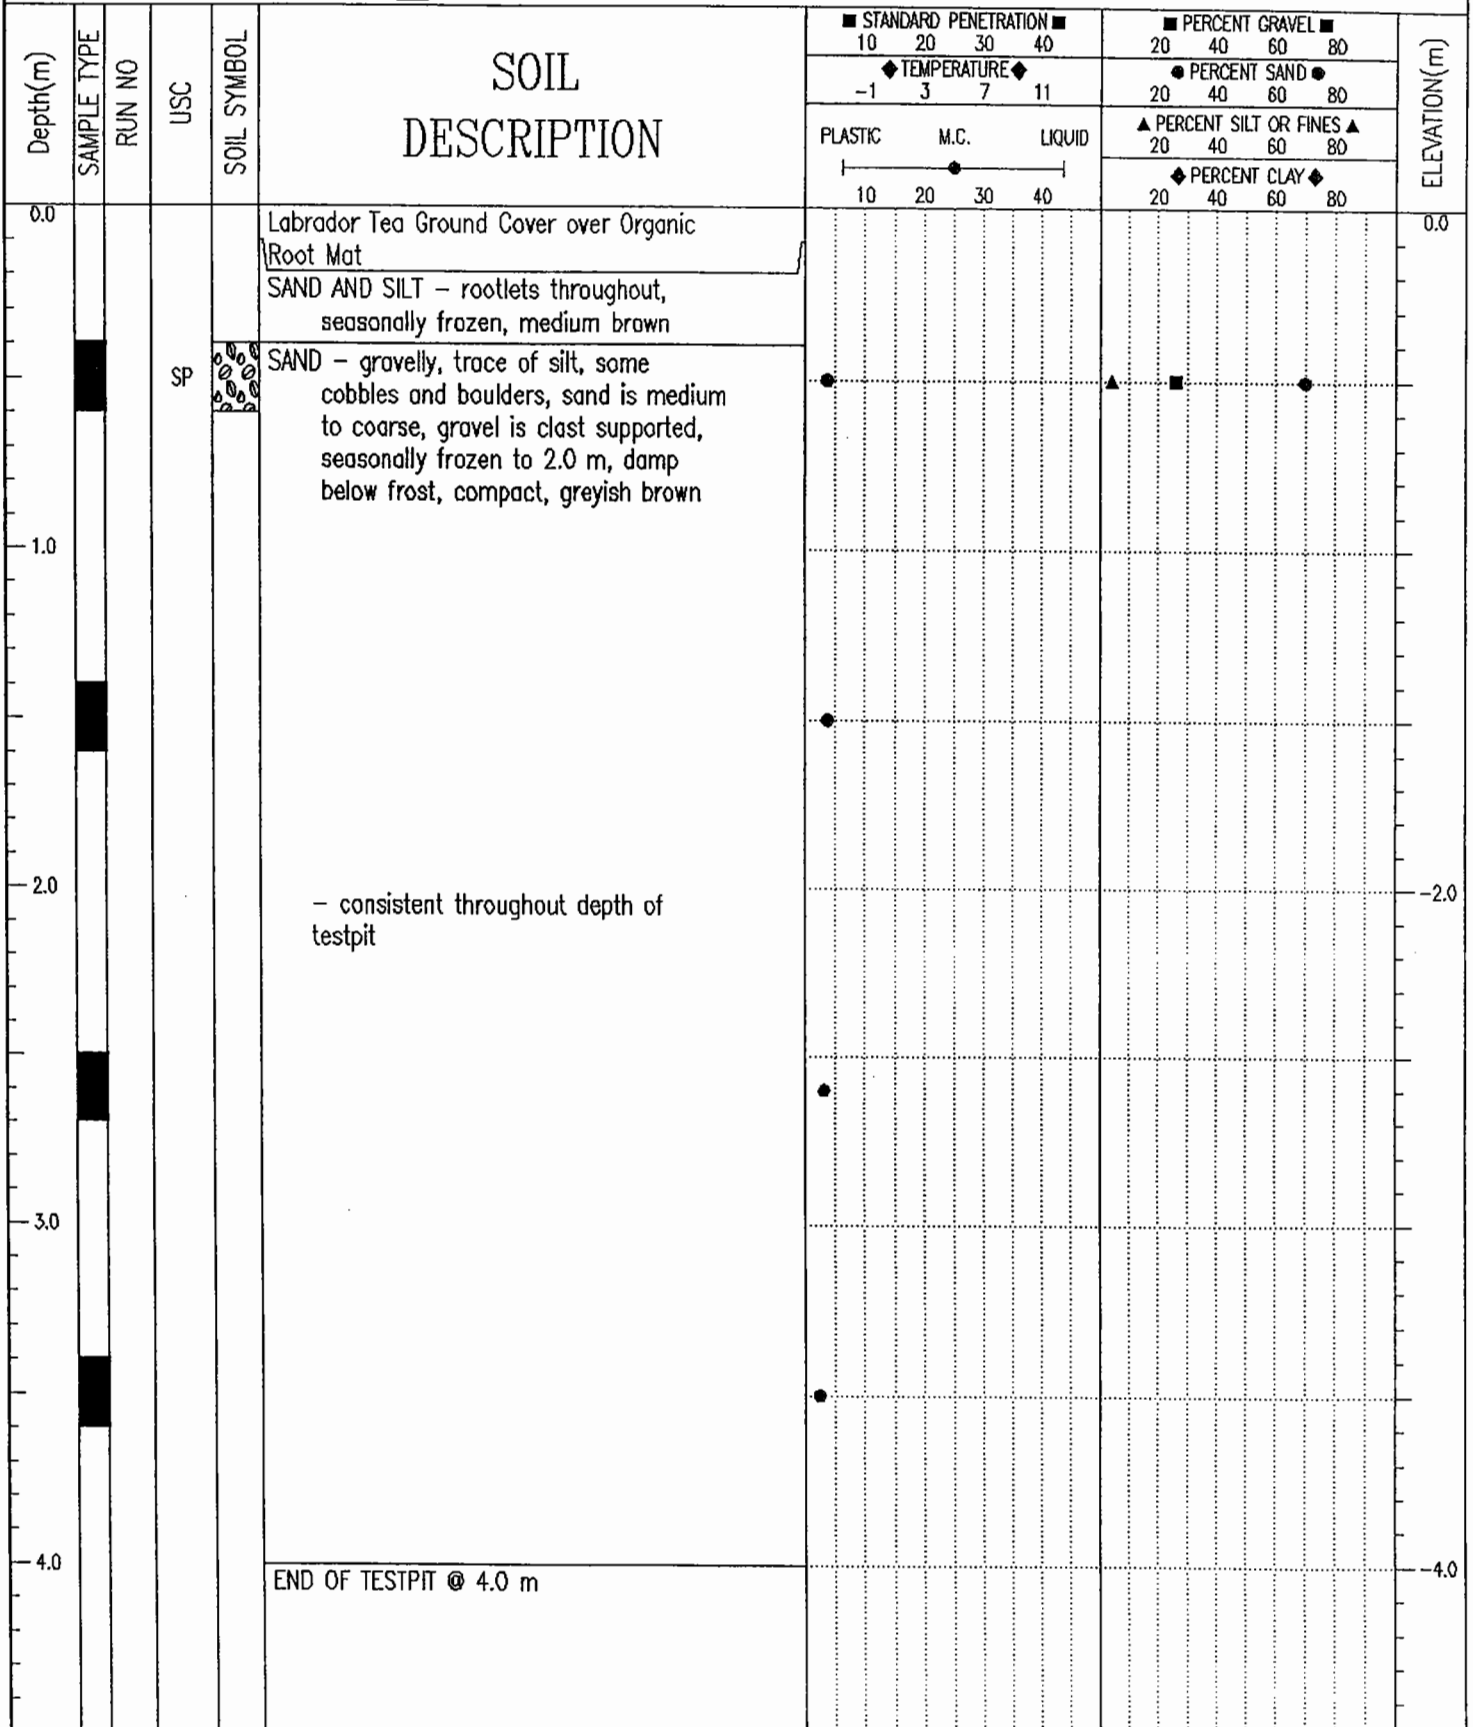 Depth(m)
SAMPLE TYPE
RUN NO
USC
SOIL SYMBOL
SOIL
DESCRIPTION
■ STANDARD PENETRATION ■
10 20 30 40
◆ TEMPERATURE ◆
-1 3 7 11
PLASTIC M.C. LIQUID
10 20 30 40
■ PERCENT GRAVEL ■
20 40 60 80
● PERCENT SAND ●
20 40 60 80
▲ PERCENT SILT OR FINES ▲
20 40 60 80
◆ PERCENT CLAY ◆
20 40 60 80
ELEVATION(m)
0.0
Labrador Tea Ground Cover over Organic
Root Mat
0.0
SAND AND SILT – rootlets throughout,
seasonally frozen, medium brown
SP
SAND – gravelly, trace of silt, some
cobbles and boulders, sand is medium
to coarse, gravel is clast supported,
seasonally frozen to 2.0 m, damp
below frost, compact, greyish brown
1.0
2.0
– consistent throughout depth of
testpit
-2.0
3.0
4.0
END OF TESTPIT @ 4.0 m
-4.0